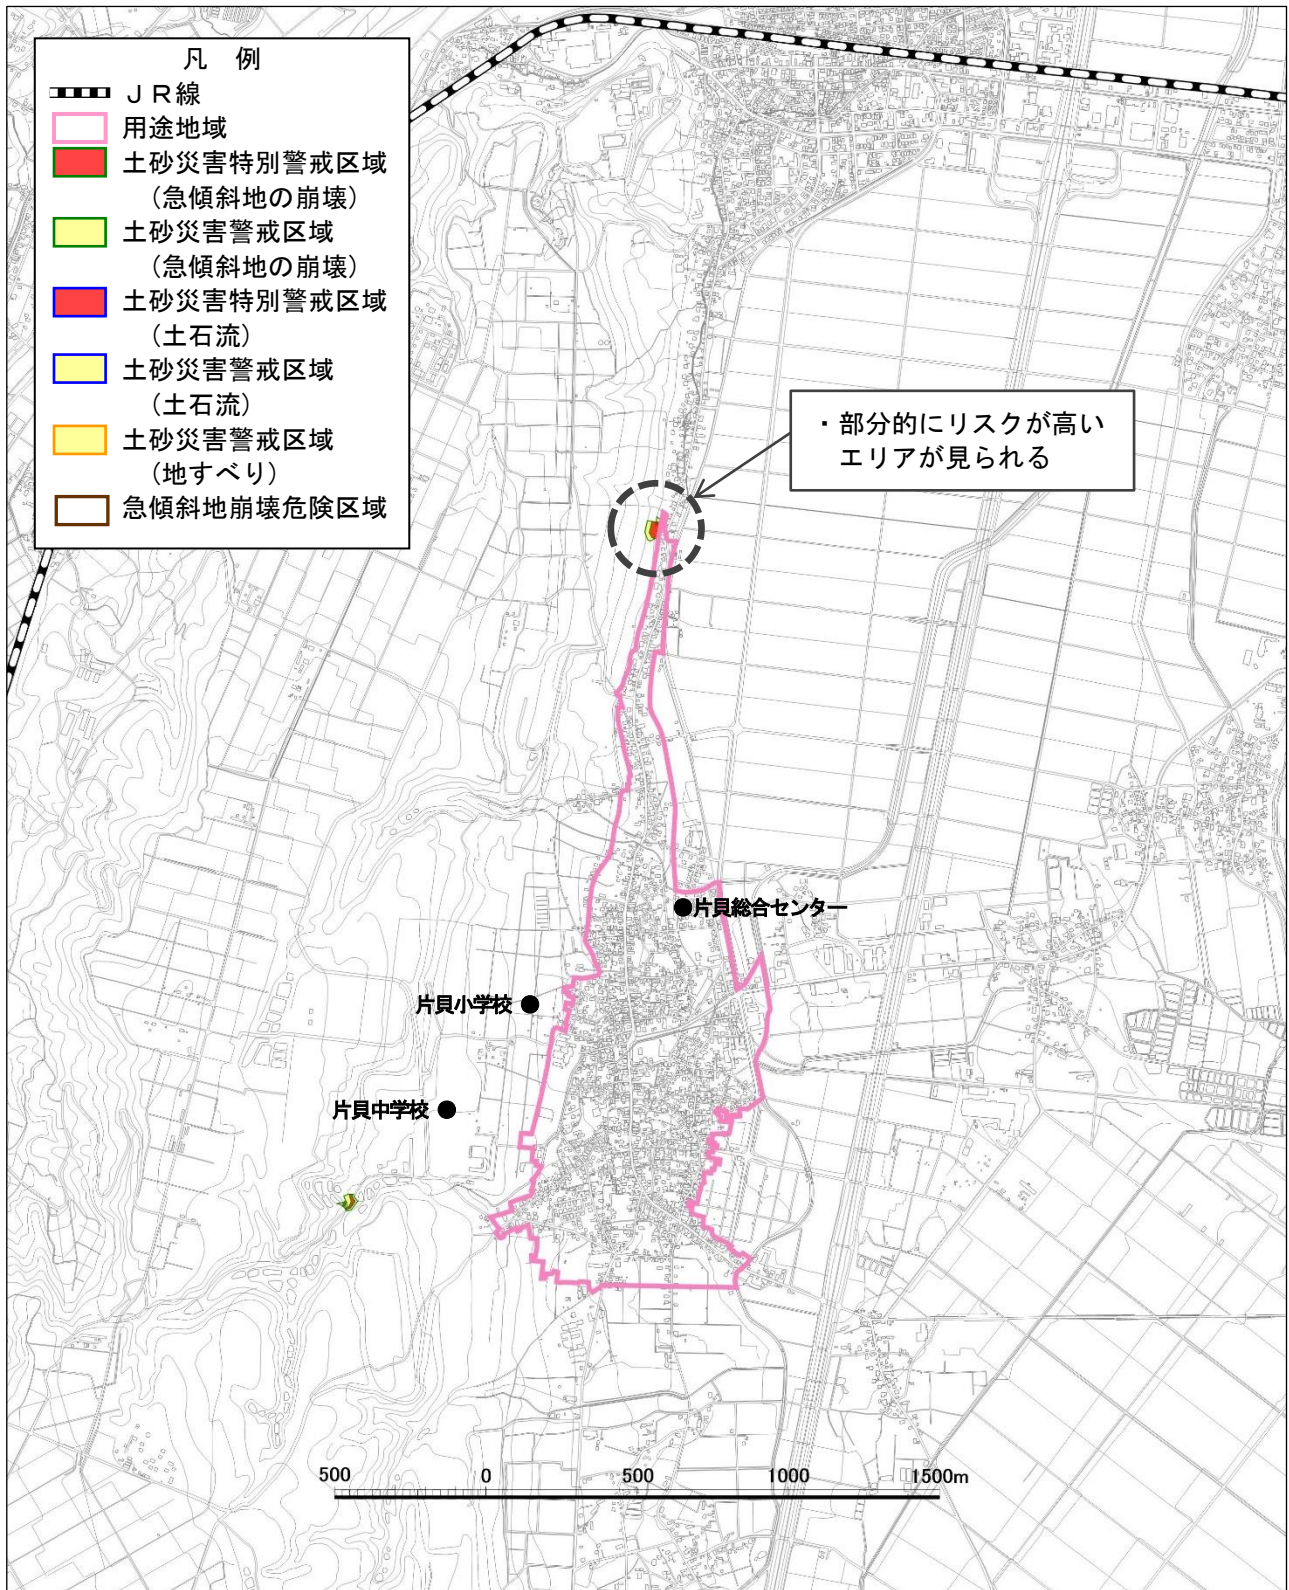 凡 例
ＪＲ線
用途地域
土砂災害特別警戒区域
（急傾斜地の崩壊）
土砂災害警戒区域
（急傾斜地の崩壊）
土砂災害特別警戒区域
（土石流）
土砂災害警戒区域
（土石流）
土砂災害警戒区域
（地すべり）
急傾斜地崩壊危険区域
・部分的にリスクが高い
エリアが見られる
片貝総合センター
片貝小学校
片貝中学校
500 0 500 1000 1500m